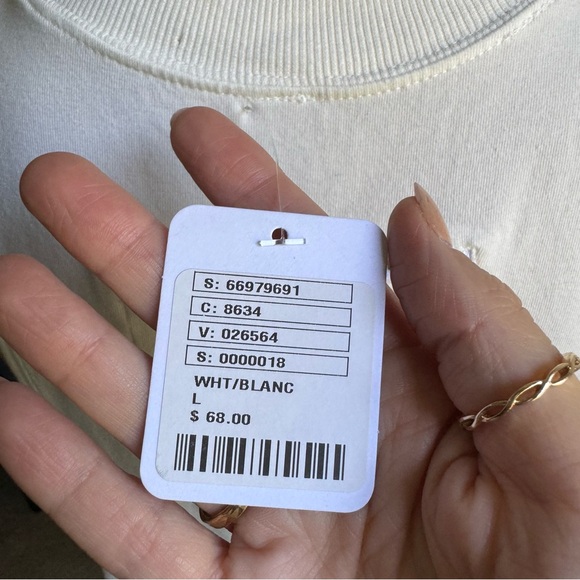 S: 66979691
C: 8634
V: 026564
S: 0000018
WHT/BLANC
L
$ 68.00